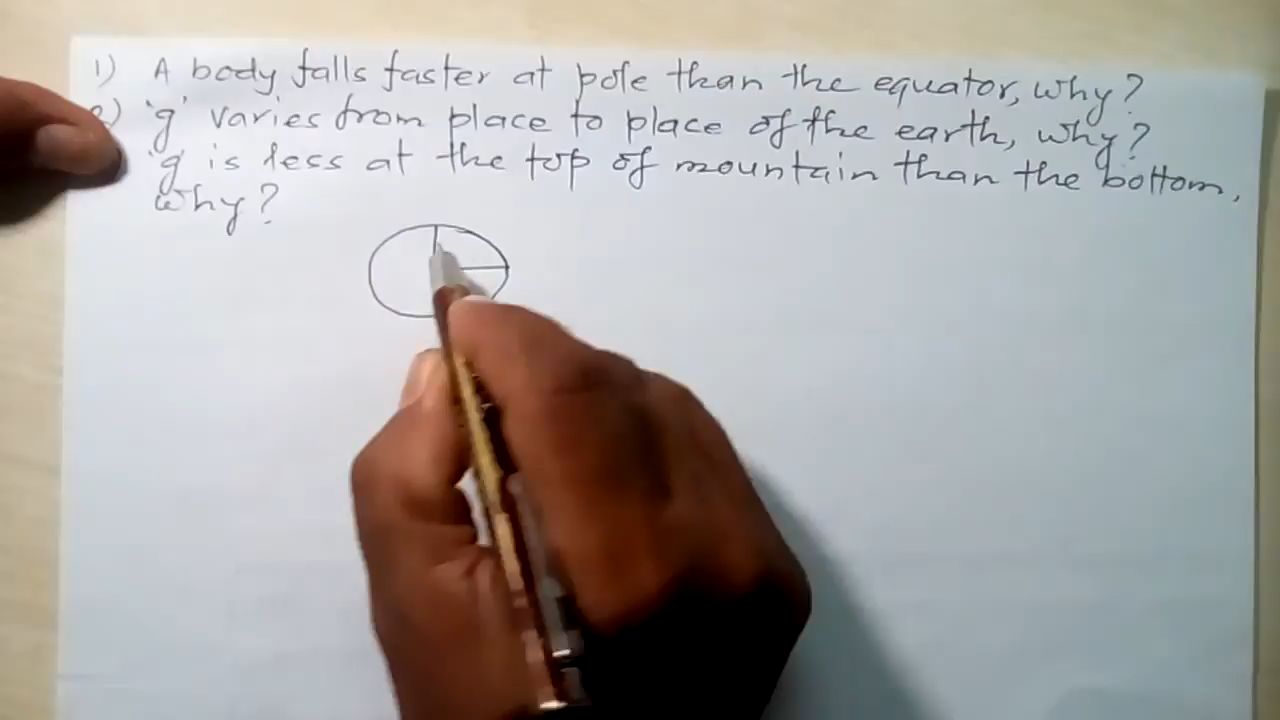 1) A body falls faster at pole than the equator, why?
2) 'g' varies from place to place of the earth, why?
'g' is less at the top of mountain than the bottom,
why?